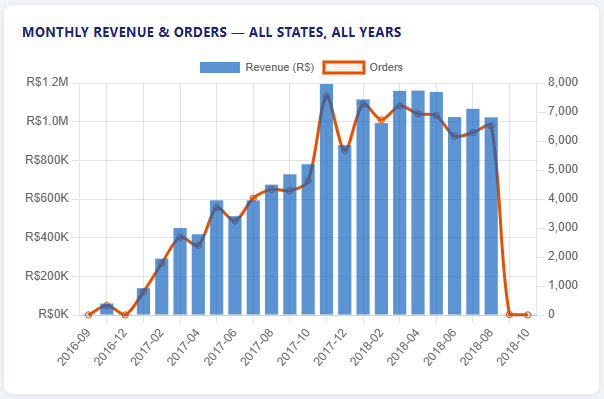 MONTHLY REVENUE & ORDERS — ALL STATES, ALL YEARS
Revenue (R$) Orders
R$1.2M 8,000
7,000
R$1.0M
6,000
R$800K
5,000
R$600K 4,000
R$400K 3,000
2,000
R$200K
1,000
R$0K 0
2016-09 2016-12 2017-02 2017-04 2017-06 2017-08 2017-10 2017-12 2018-02 2018-04 2018-06 2018-08 2018-10